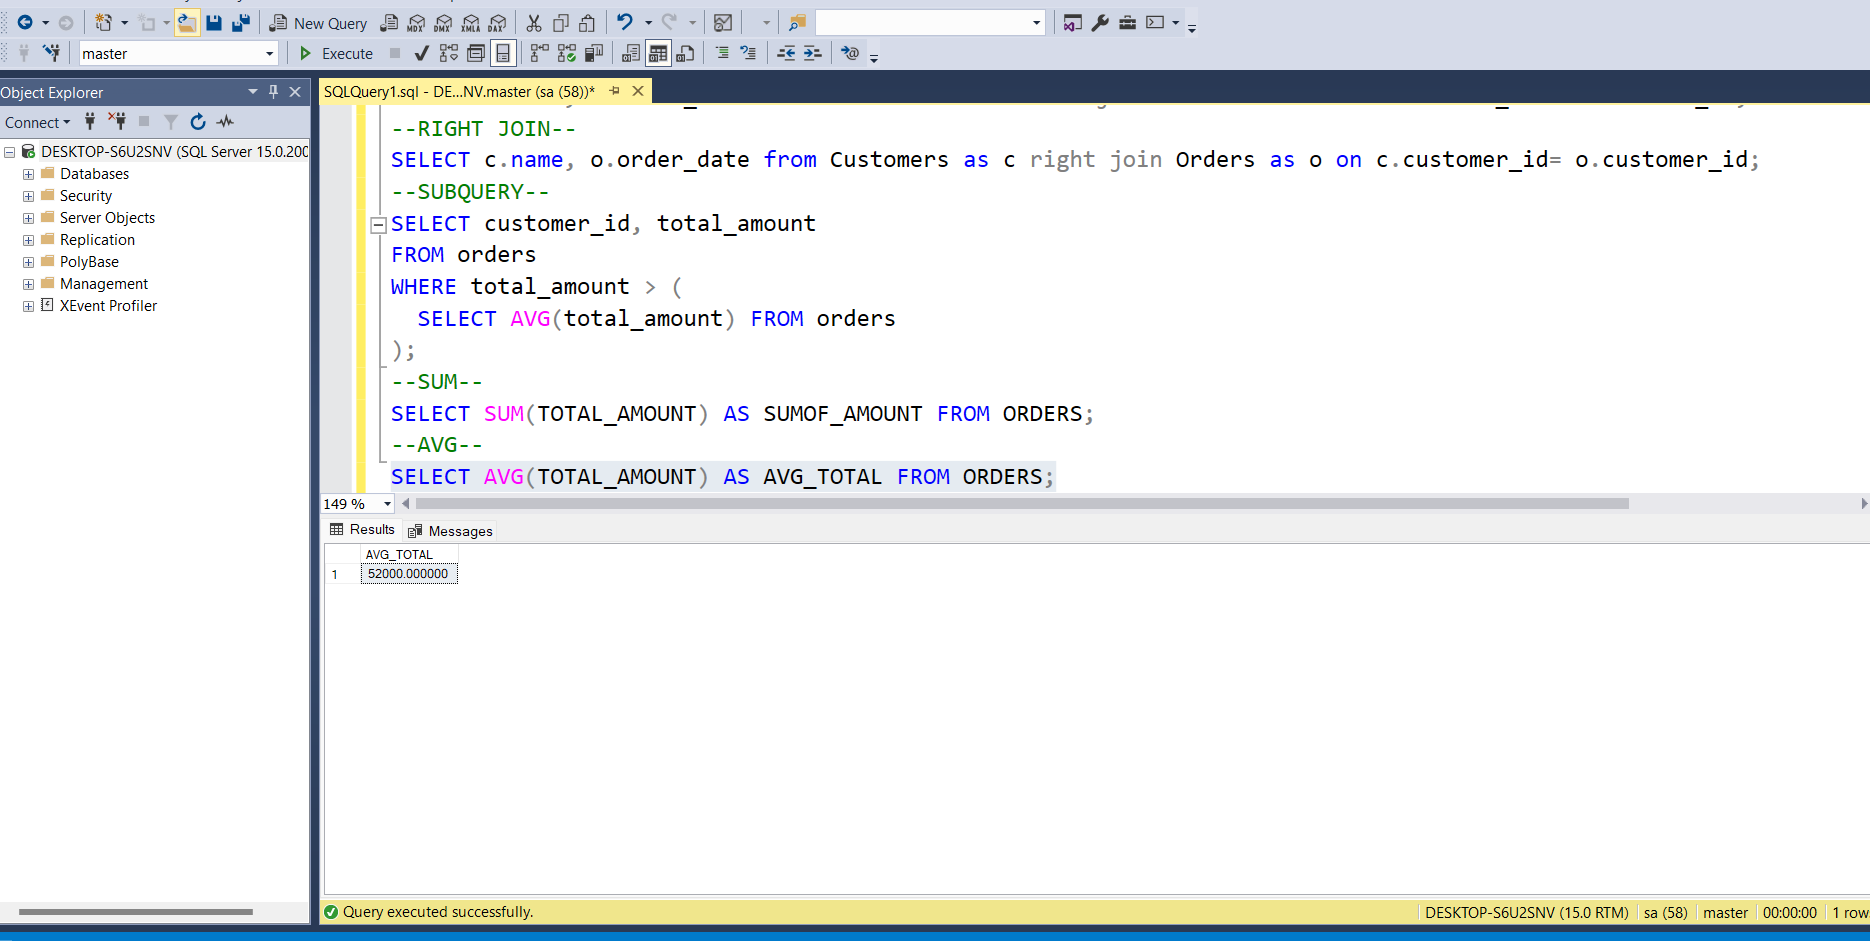 New Query
MDX DMX XMLA DAX
master
Execute
Object Explorer
Connect
DESKTOP-S6U2SNV (SQL Server 15.0.200
Databases
Security
Server Objects
Replication
PolyBase
Management
XEvent Profiler
SQLQuery1.sql - DE...NV.master (sa (58))*
--RIGHT JOIN--
SELECT c.name, o.order_date from Customers as c right join Orders as o on c.customer_id= o.customer_id;
--SUBQUERY--
SELECT customer_id, total_amount
FROM orders
WHERE total_amount > (
SELECT AVG(total_amount) FROM orders
);
--SUM--
SELECT SUM(TOTAL_AMOUNT) AS SUMOF_AMOUNT FROM ORDERS;
--AVG--
SELECT AVG(TOTAL_AMOUNT) AS AVG_TOTAL FROM ORDERS;
149 %
Results Messages
AVG_TOTAL
1 52000.000000
Query executed successfully.
DESKTOP-S6U2SNV (15.0 RTM) sa (58) master 00:00:00 1 row